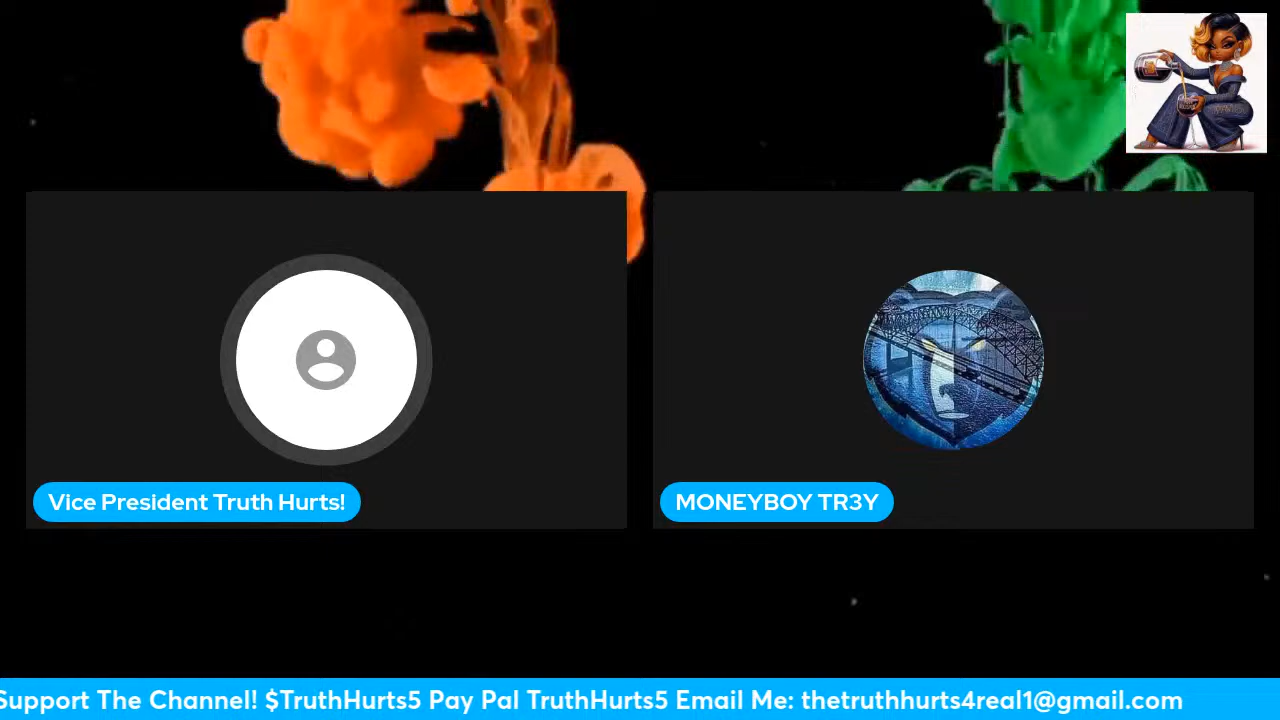 Vice President Truth Hurts!
MONEYBOY TR3Y
Support The Channel! $TruthHurts5 Pay Pal TruthHurts5 Email Me: thetruthhurts4real1@gmail.com